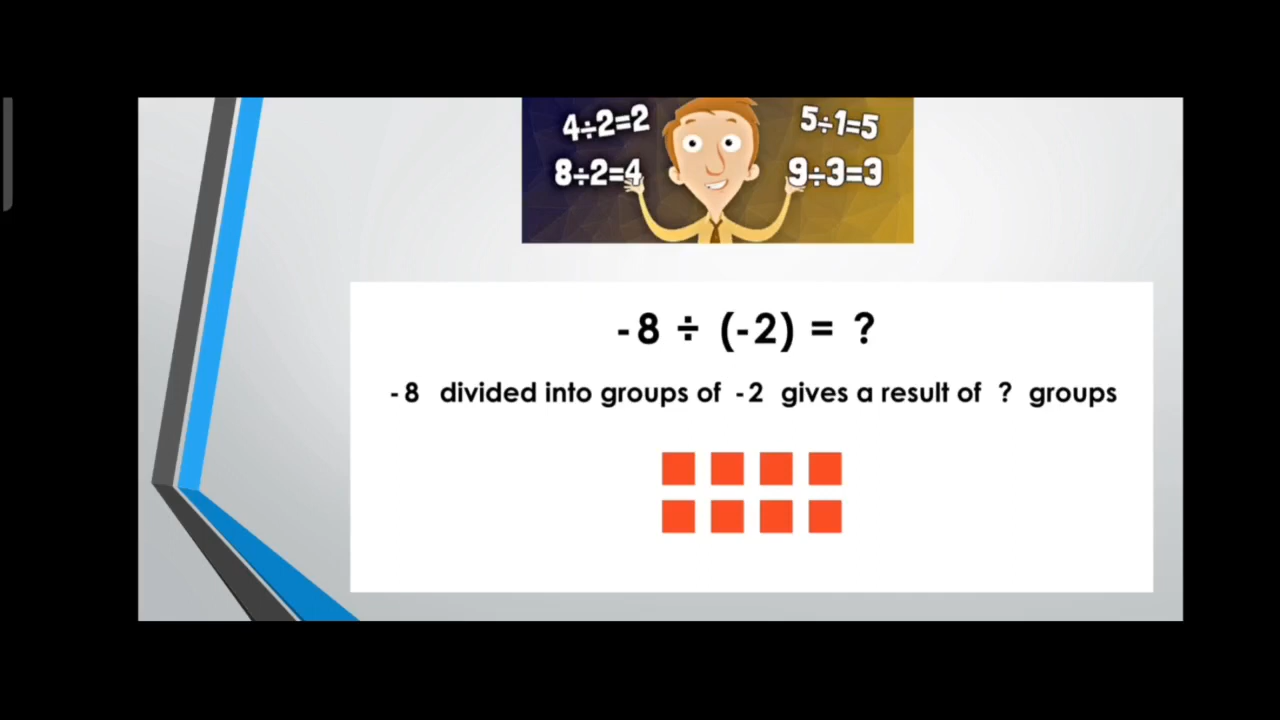 4÷2=2
5÷1=5
8÷2=4
9÷3=3
-8 ÷ (-2) = ?
-8 divided into groups of -2 gives a result of ? groups